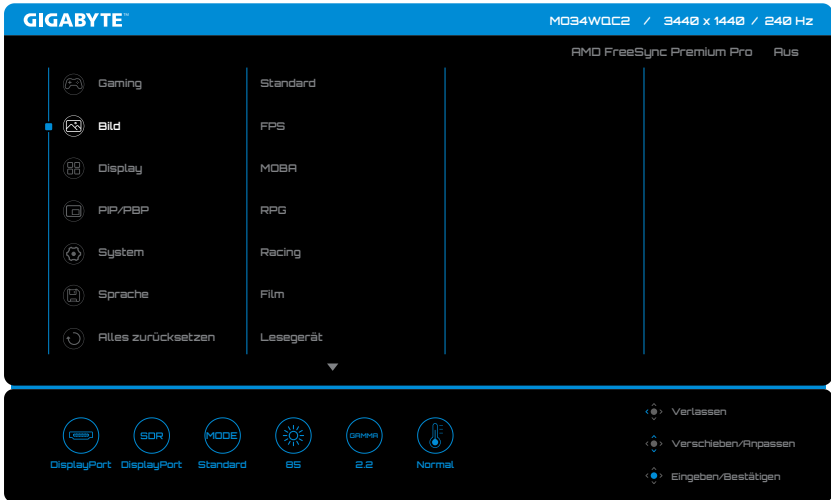 GIGABYTE™ MO34WQC2 / 3440 x 1440 / 240 Hz
AMD FreeSync Premium Pro Aus
Gaming Standard
Bild FPS
Display MOBA
PIP/PBP RPG
System Racing
Sprache Film
Alles zurücksetzen Lesegerät
Verlassen
SDR MODE GAMMA Verschieben/Anpassen
DisplayPort DisplayPort Standard 85 2.2 Normal
Eingeben/Bestätigen